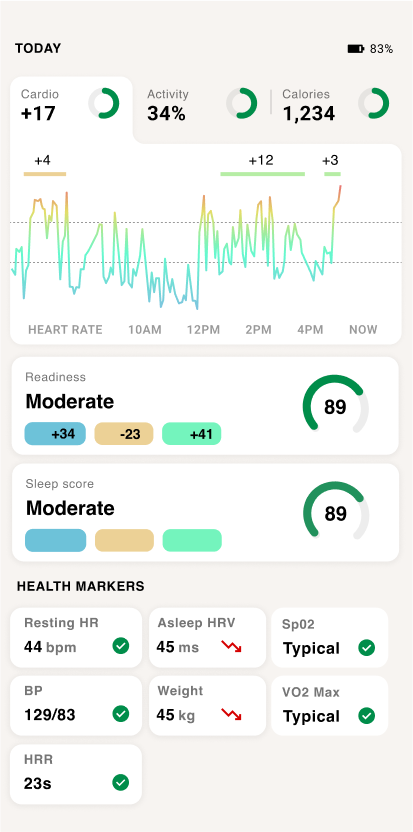 TODAY 83%
Cardio Activity Calories
+17 34% 1,234
+4 +12 +3
HEART RATE 10AM 12PM 2PM 4PM NOW
Readiness
Moderate
89
+34 -23 +41
Sleep score
Moderate
89
HEALTH MARKERS
Resting HR Asleep HRV Sp02
44 bpm 45 ms Typical
BP Weight VO2 Max
129/83 45 kg Typical
HRR
23s